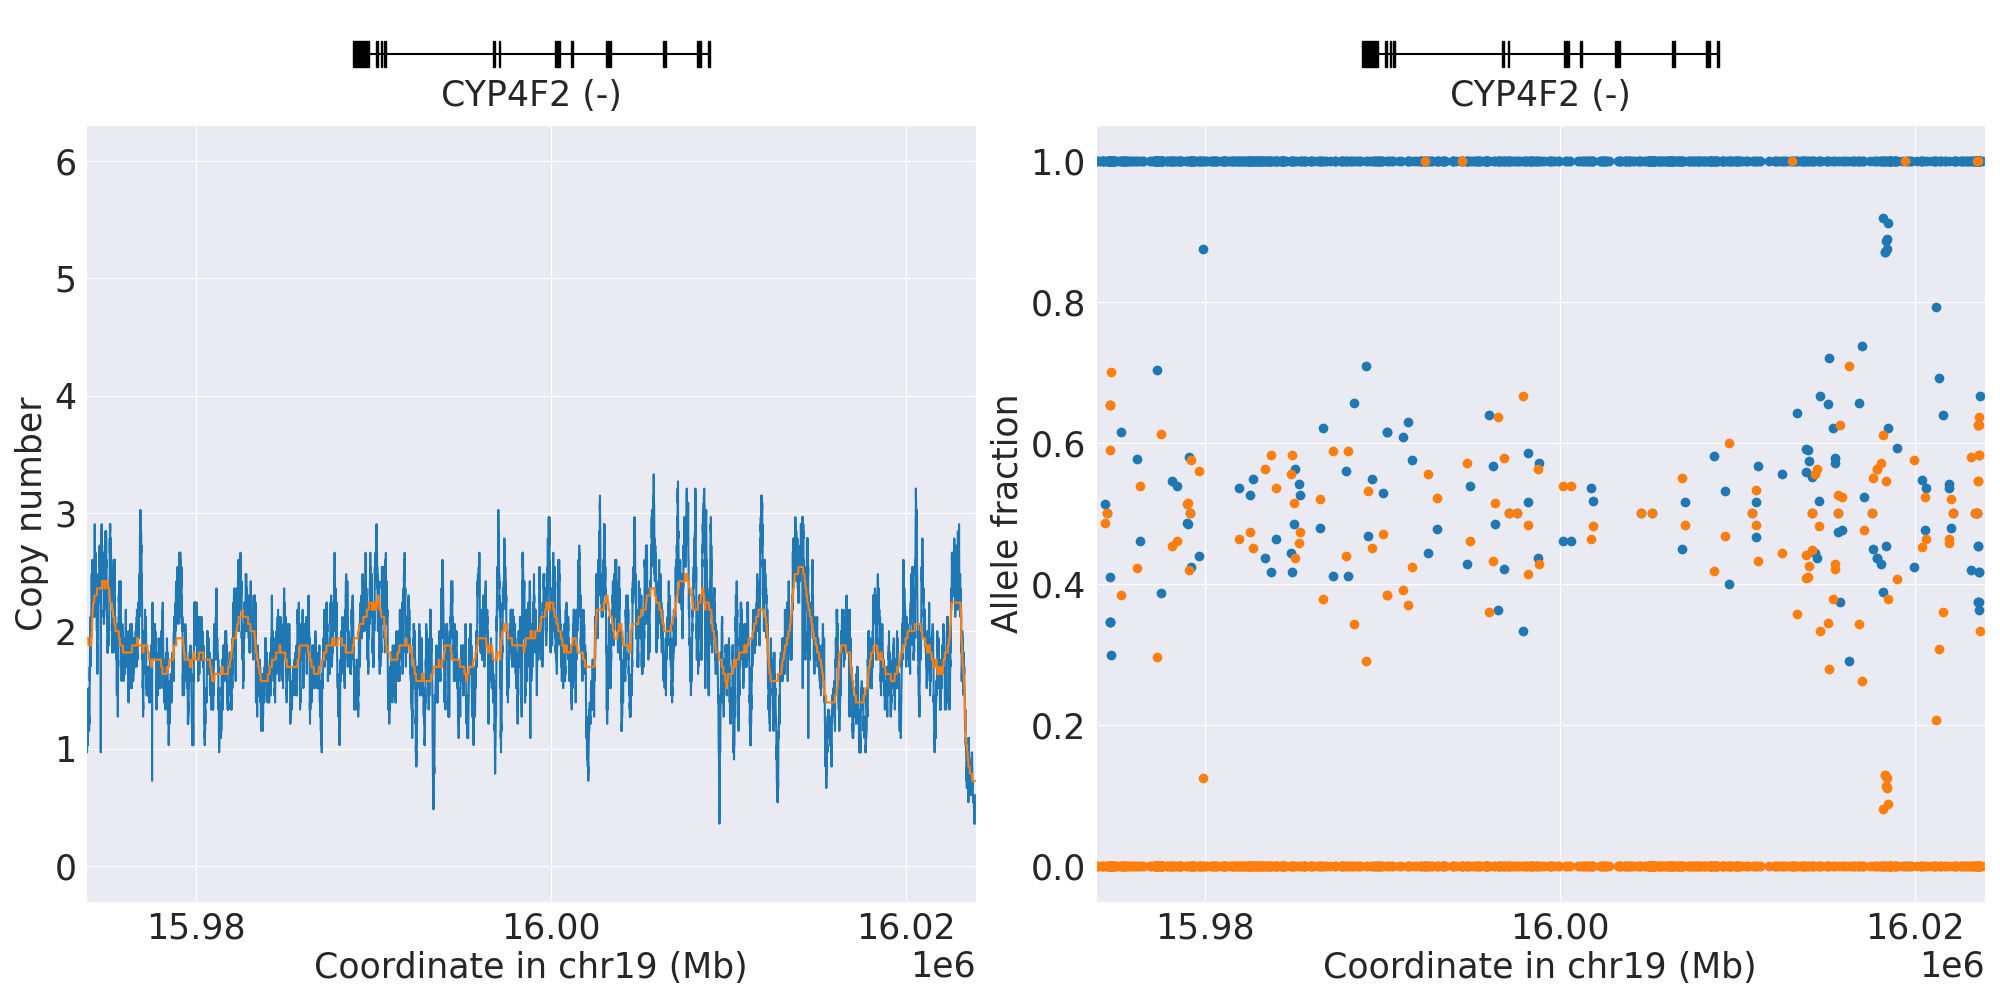 CYP4F2 (-)
6
5
4
3
2
1
0
Copy number
15.98
16.00
16.02
Coordinate in chr19 (Mb)
1e6
CYP4F2 (-)
1.0
0.8
0.6
0.4
0.2
0.0
Allele fraction
15.98
16.00
16.02
Coordinate in chr19 (Mb)
1e6